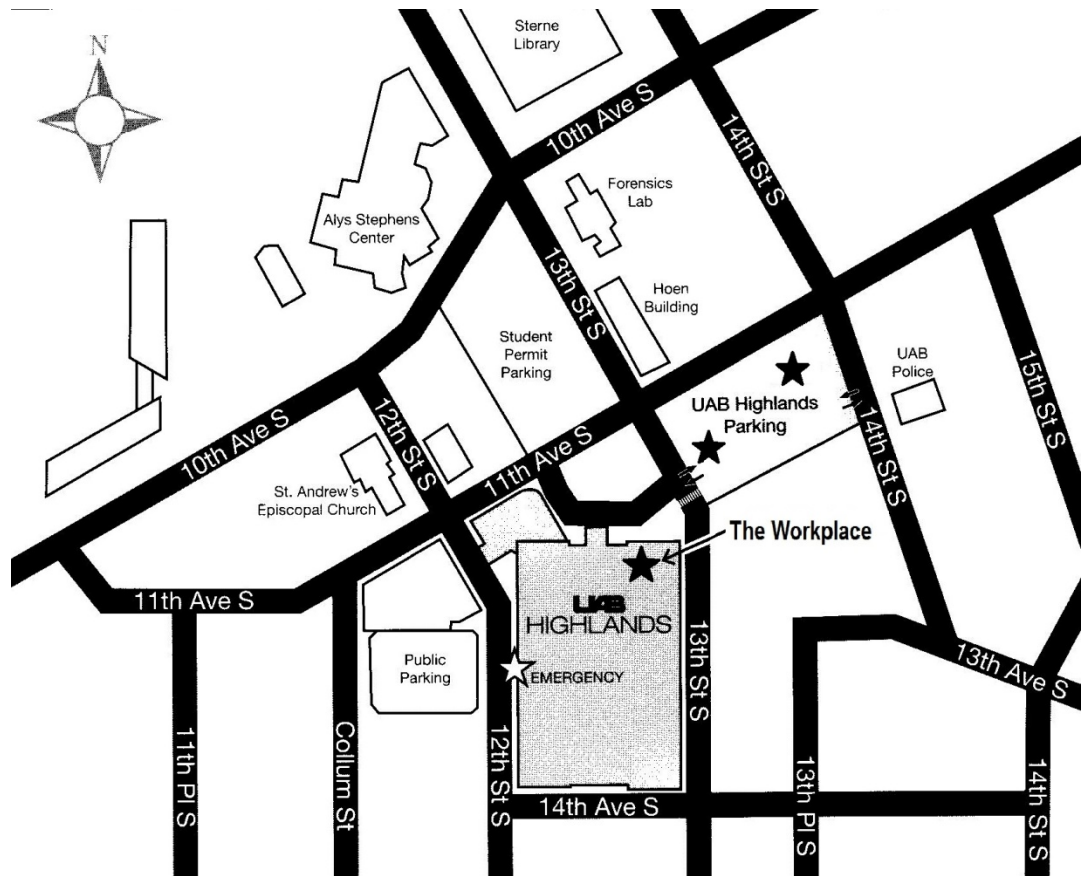 N
Sterne
Library
10th Ave S
14th St S
Forensics
Lab
Alys Stephens
Center
13th St S
Hoen
Building
Student
Permit
Parking
UAB
Police
15th St S
UAB Highlands
Parking
12th St S
14th St S
10th Ave S
11th Ave S
St. Andrew's
Episcopal Church
The Workplace
11th Ave S
UAB
HIGHLANDS
13th St S
13th Ave S
Public
Parking
EMERGENCY
11th Pl S
Collum St
12th St S
13th Pl S
14th St S
14th Ave S